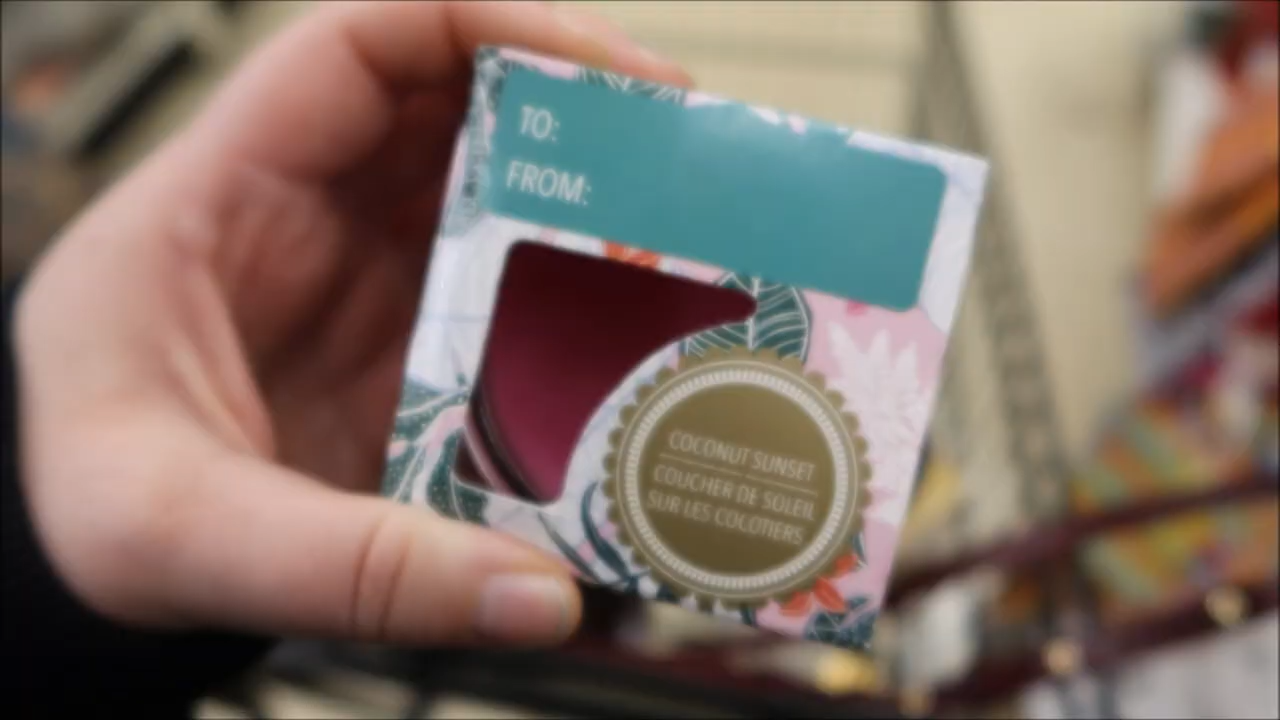 TO:
FROM:
COCONUT SUNSET
COUCHER DE SOLEIL
SUR LES COCOTIERS